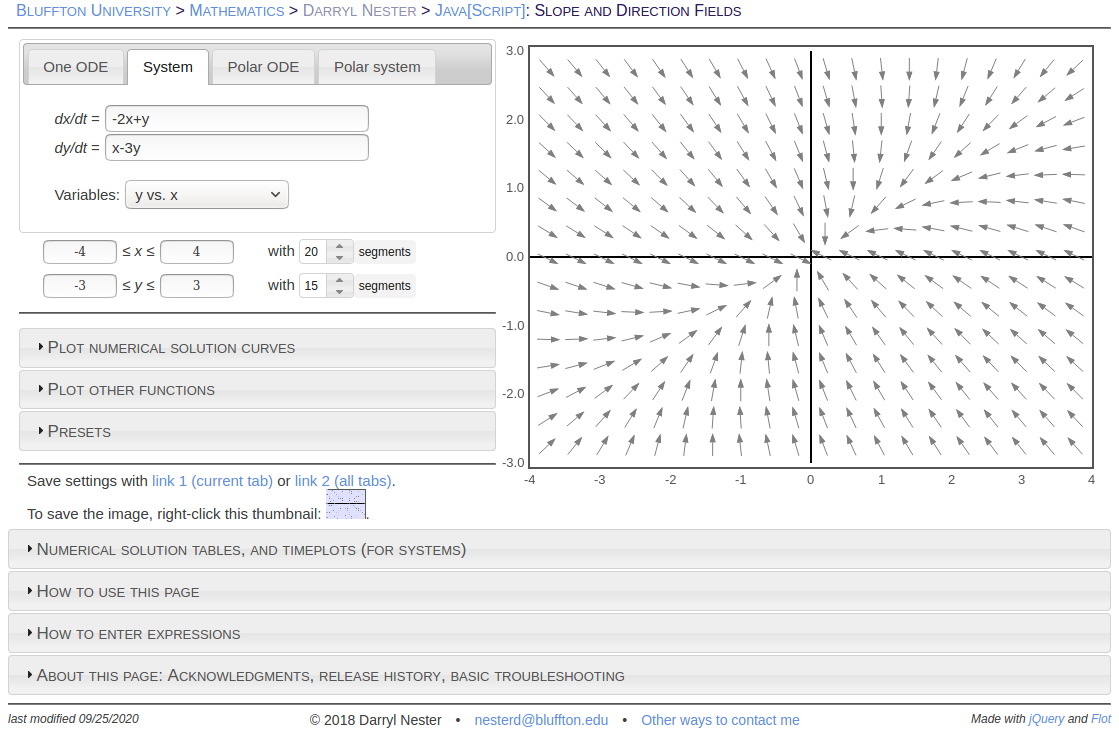 Bluffton University > Mathematics > Darryl Nester > Java[Script]: Slope and Direction Fields
One ODE System Polar ODE Polar system
dx/dt = -2x+y
dy/dt = x-3y
Variables: y vs. x
-4 ≤ x ≤ 4 with 20 segments
-3 ≤ y ≤ 3 with 15 segments
Plot numerical solution curves
Plot other functions
Presets
Save settings with link 1 (current tab) or link 2 (all tabs).
To save the image, right-click this thumbnail: .
3.0
2.0
1.0
0.0
-1.0
-2.0
-3.0
-4 -3 -2 -1 0 1 2 3 4
Numerical solution tables, and timeplots (for systems)
How to use this page
How to enter expressions
About this page: Acknowledgments, release history, basic troubleshooting
last modified 09/25/2020 © 2018 Darryl Nester • nesterd@bluffton.edu • Other ways to contact me Made with jQuery and Flot